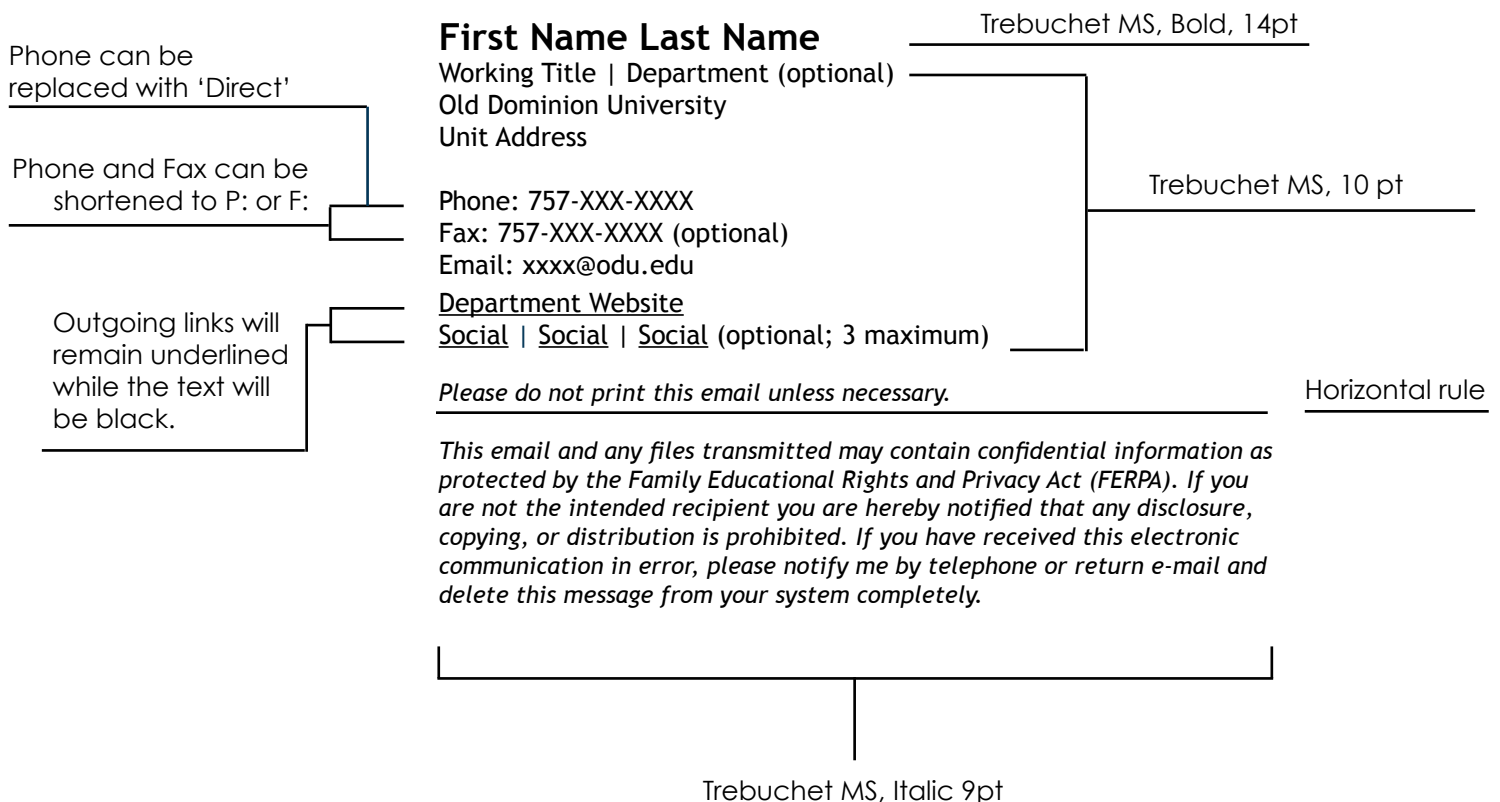 First Name Last Name
Trebuchet MS, Bold, 14pt
Working Title | Department (optional)
Old Dominion University
Unit Address
Phone can be
replaced with ‘Direct’
Phone and Fax can be
shortened to P: or F:
Trebuchet MS, 10 pt
Phone: 757-XXX-XXXX
Fax: 757-XXX-XXXX (optional)
Email: xxxx@odu.edu
Department Website
Social | Social | Social (optional; 3 maximum)
Outgoing links will
remain underlined
while the text will
be black.
Please do not print this email unless necessary.
Horizontal rule
This email and any files transmitted may contain confidential information as
protected by the Family Educational Rights and Privacy Act (FERPA). If you
are not the intended recipient you are hereby notified that any disclosure,
copying, or distribution is prohibited. If you have received this electronic
communication in error, please notify me by telephone or return e-mail and
delete this message from your system completely.
Trebuchet MS, Italic 9pt